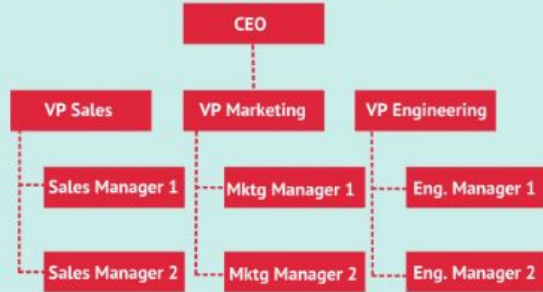 CEO
VP Sales
VP Marketing
VP Engineering
Sales Manager 1
Mktg Manager 1
Eng. Manager 1
Sales Manager 2
Mktg Manager 2
Eng. Manager 2